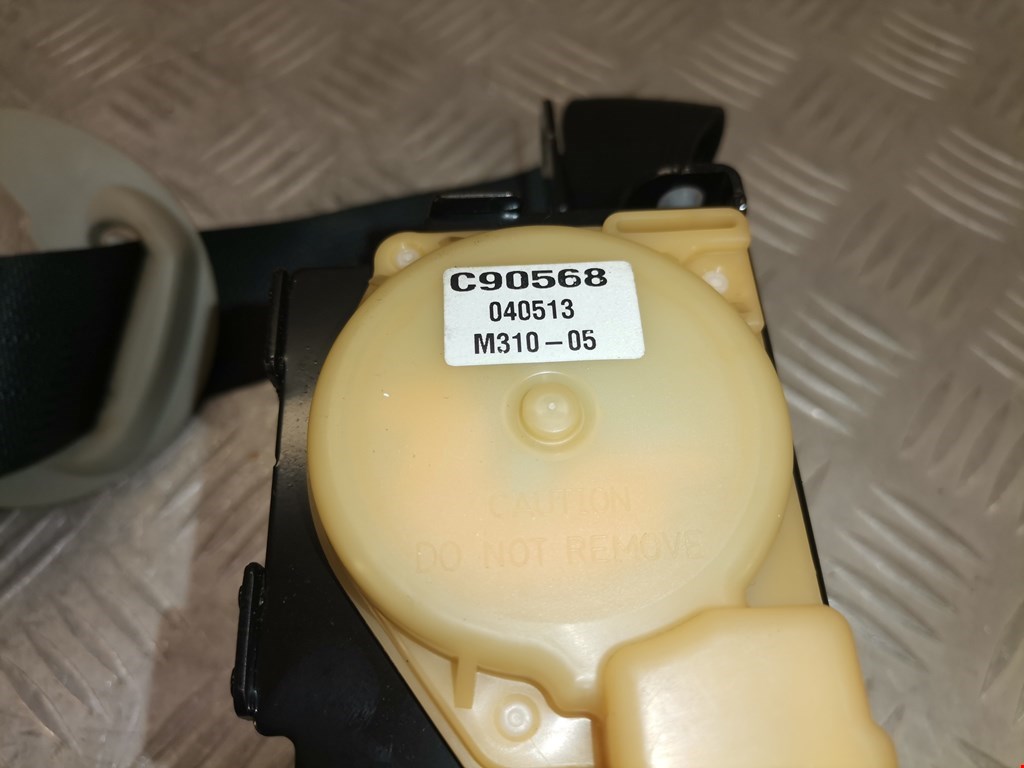 C90568
040513
M310-05
CAUTION
DO NOT REMOVE